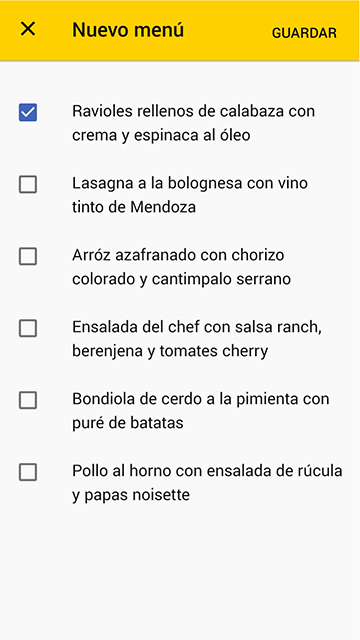 Nuevo menú
GUARDAR
Ravioles rellenos de calabaza con
crema y espinaca al óleo
Lasagna a la bolognesa con vino
tinto de Mendoza
Arróz azafranado con chorizo
colorado y cantimpalo serrano
Ensalada del chef con salsa ranch,
berenjena y tomates cherry
Bondiola de cerdo a la pimienta con
puré de batatas
Pollo al horno con ensalada de rúcula
y papas noisette